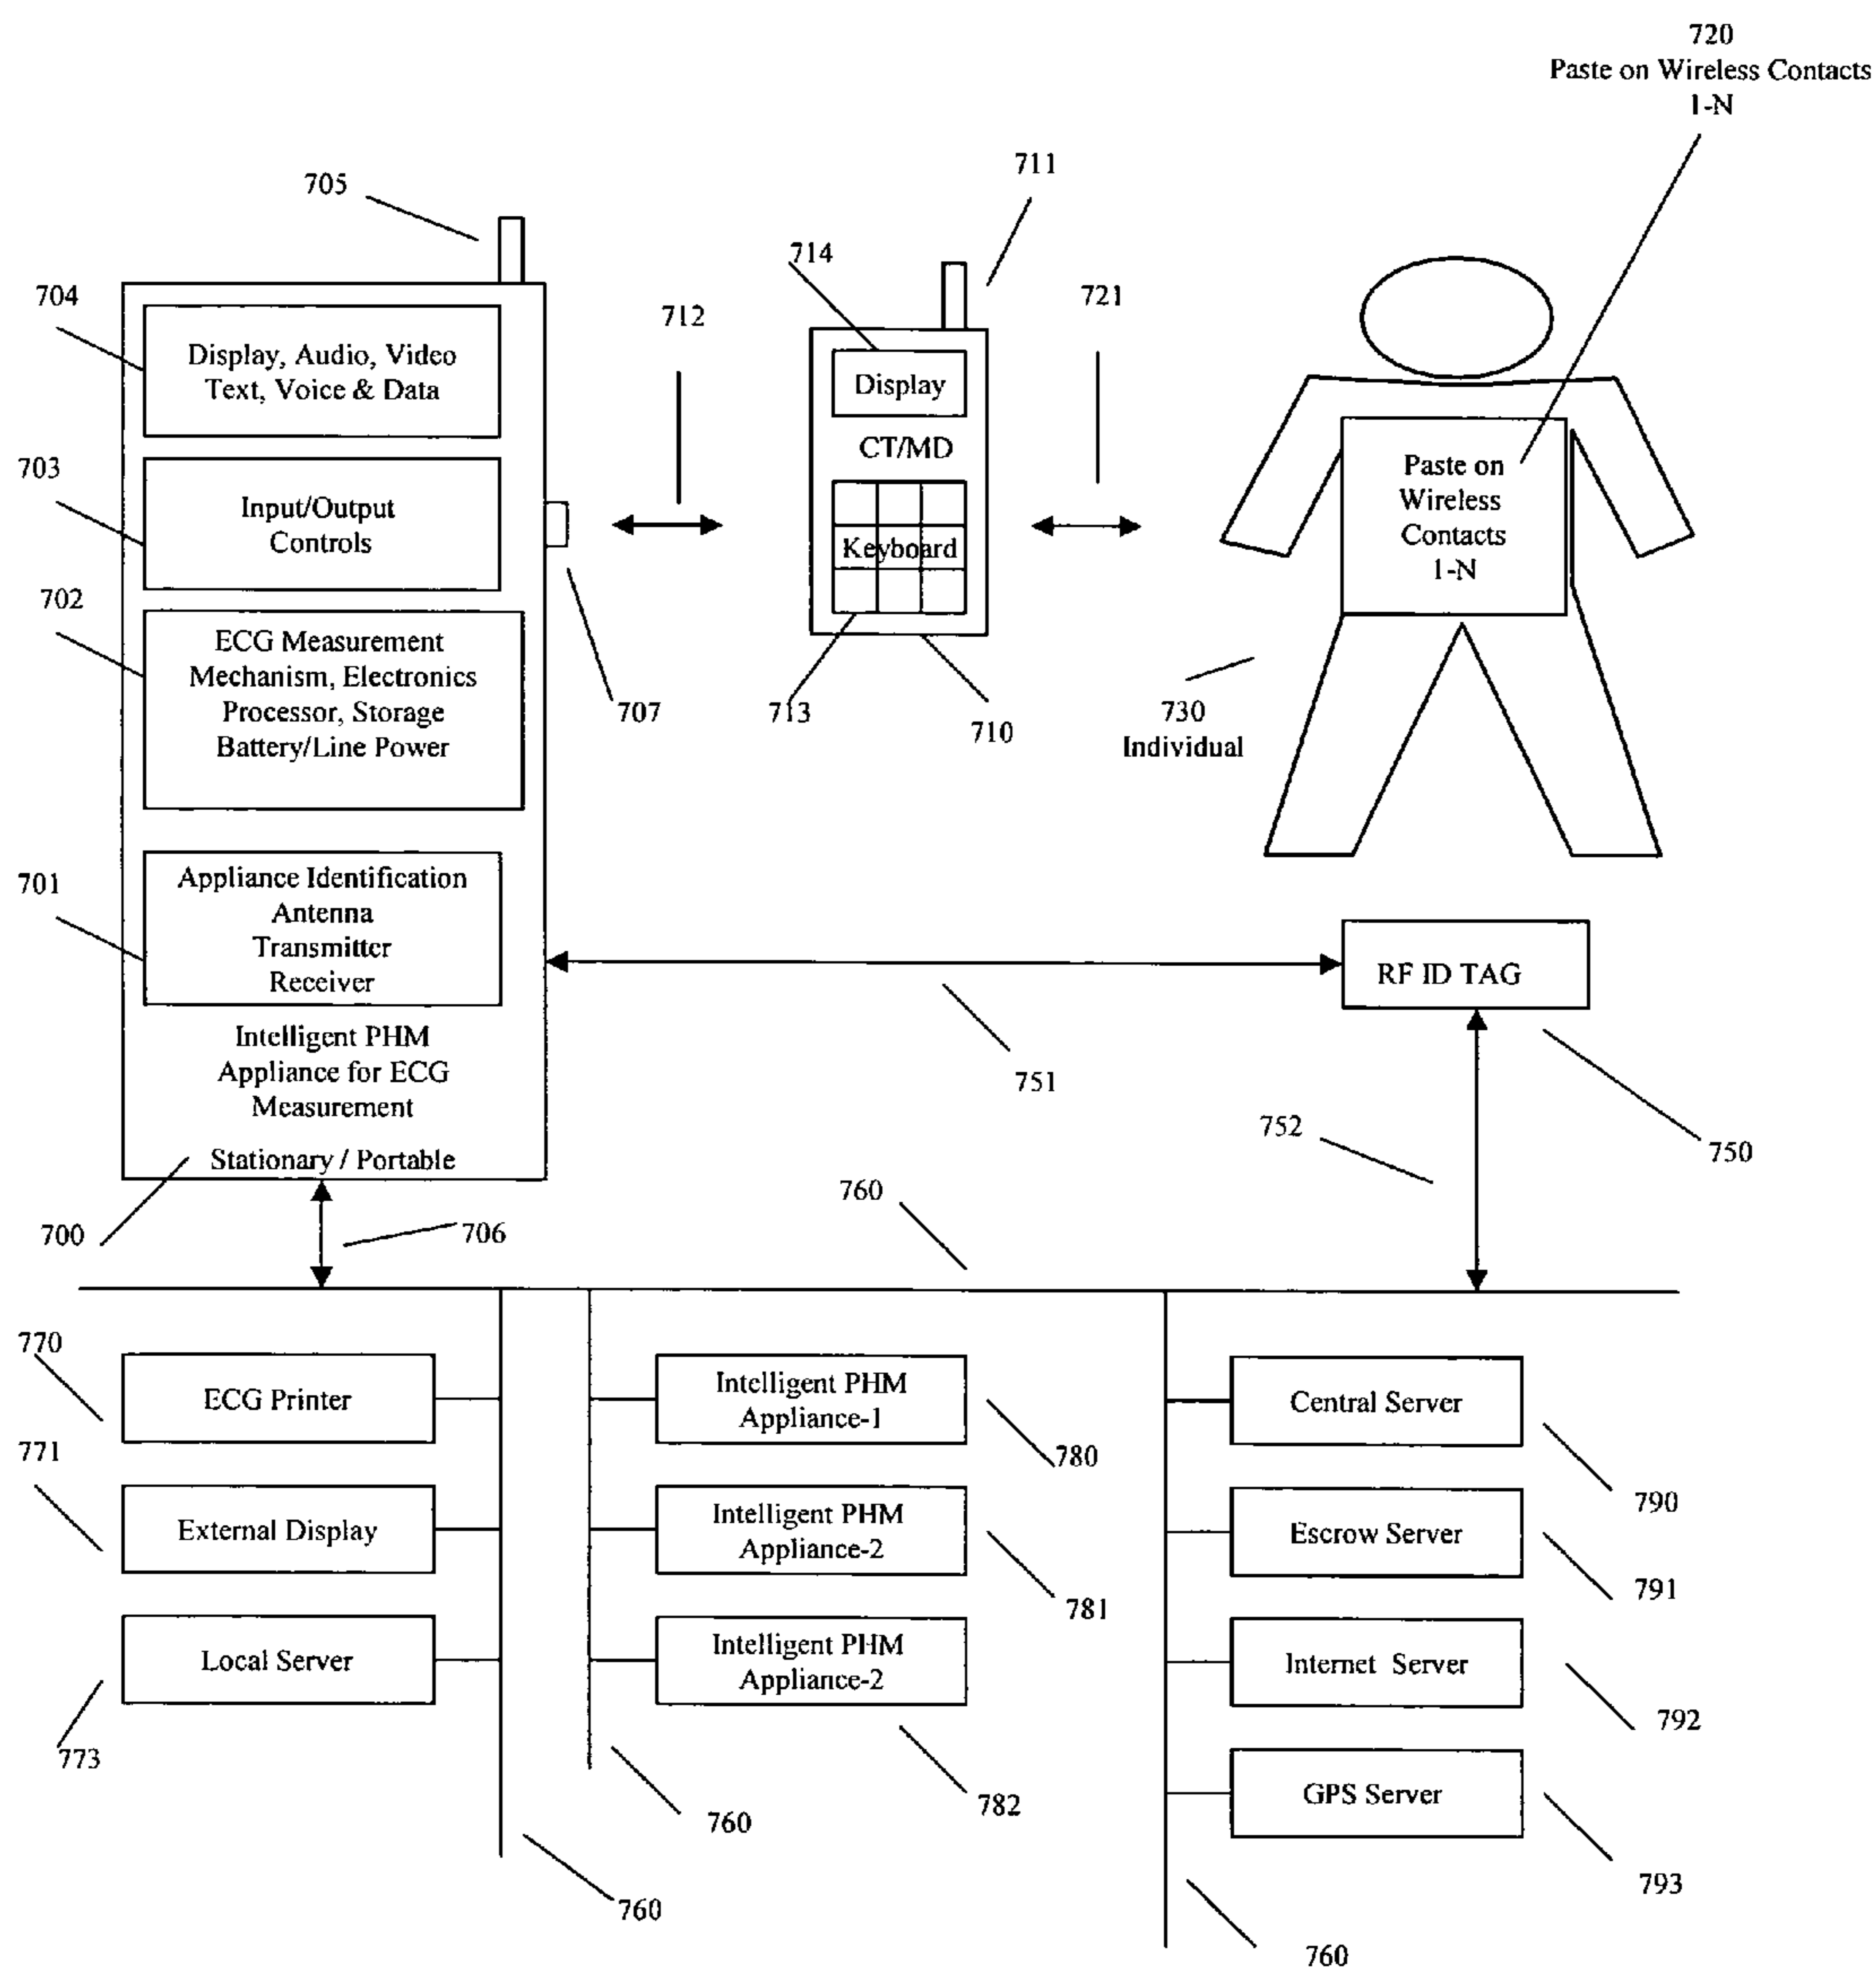 720
Paste on Wireless Contacts
1-N
711
705
714
704
712
721
Display, Audio, Video
Text, Voice & Data
Display
CT/MD
703
Input/Output
Controls
Keyboard
Paste on
Wireless
Contacts
1-N
702
ECG Measurement
Mechanism, Electronics
Processor, Storage
Battery/Line Power
707
713
710
730
Individual
701
Appliance Identification
Antenna
Transmitter
Receiver
RF ID TAG
Intelligent PHM
Appliance for ECG
Measurement
751
752
750
Stationary / Portable
760
700
706
770
ECG Printer
Intelligent PHM
Appliance-1
Central Server
771
780
790
External Display
Intelligent PHM
Appliance-2
Escrow Server
781
791
Local Server
Intelligent PHM
Appliance-2
Internet Server
773
792
782
GPS Server
760
793
760
760